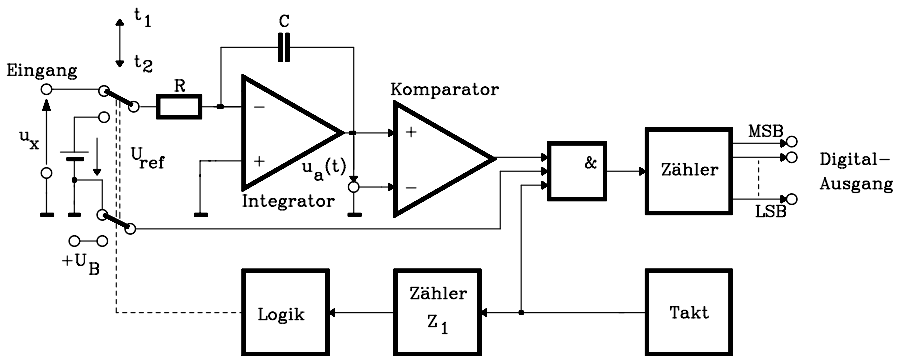 t1
t2
Eingang
ux
Uref
+UB
R
C
−
+
Integrator
ua(t)
Komparator
+
−
&
Zähler
MSB
LSB
Digital-
Ausgang
Logik
Zähler
Z1
Takt